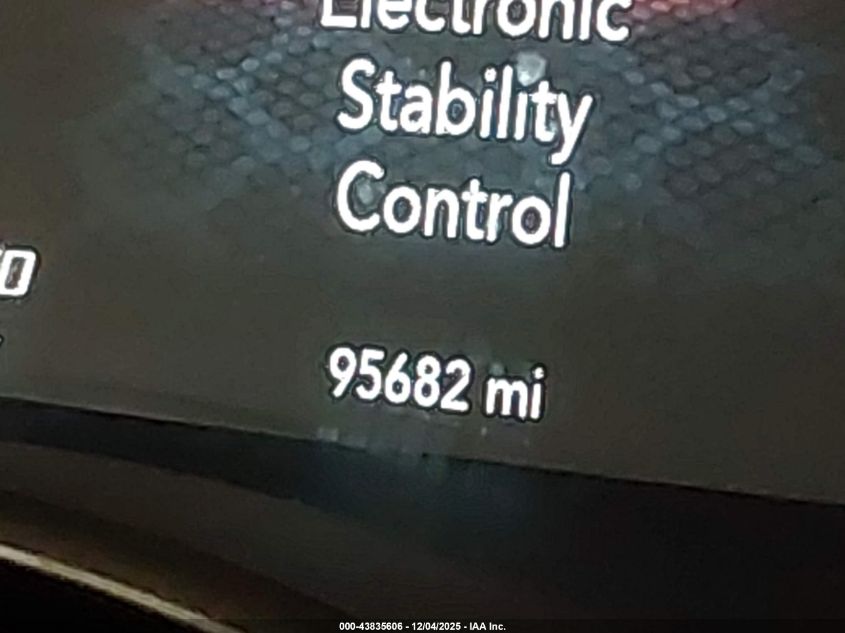 Electronic
Stability
Control
95682 mi
000-43835606 - 12/04/2025 - IAA Inc.